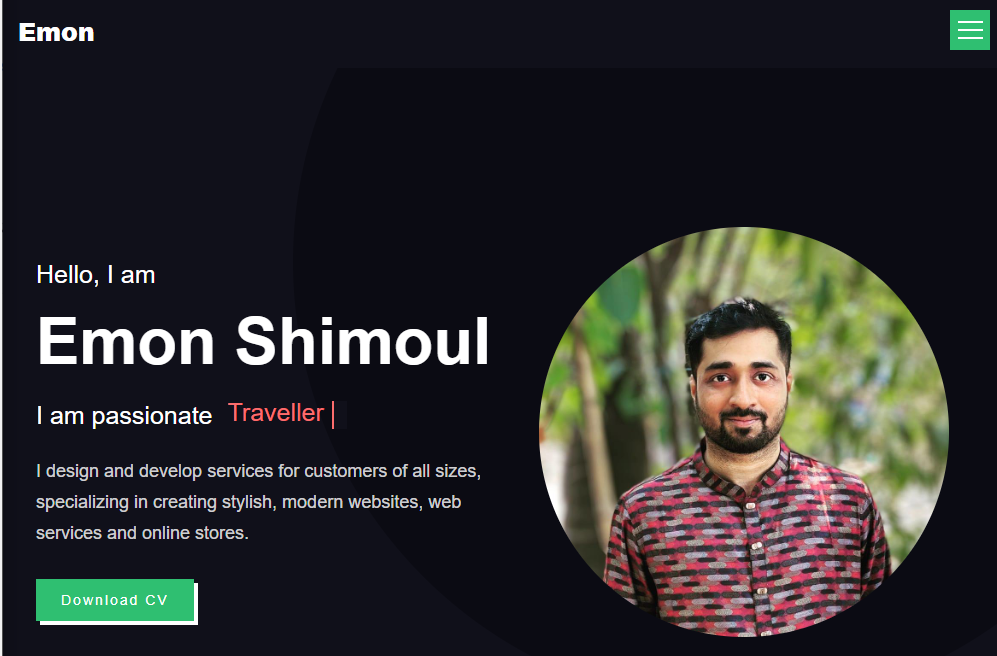 Emon
Hello, I am
Emon Shimoul
I am passionate Traveller
I design and develop services for customers of all sizes,
specializing in creating stylish, modern websites, web
services and online stores.
Download CV